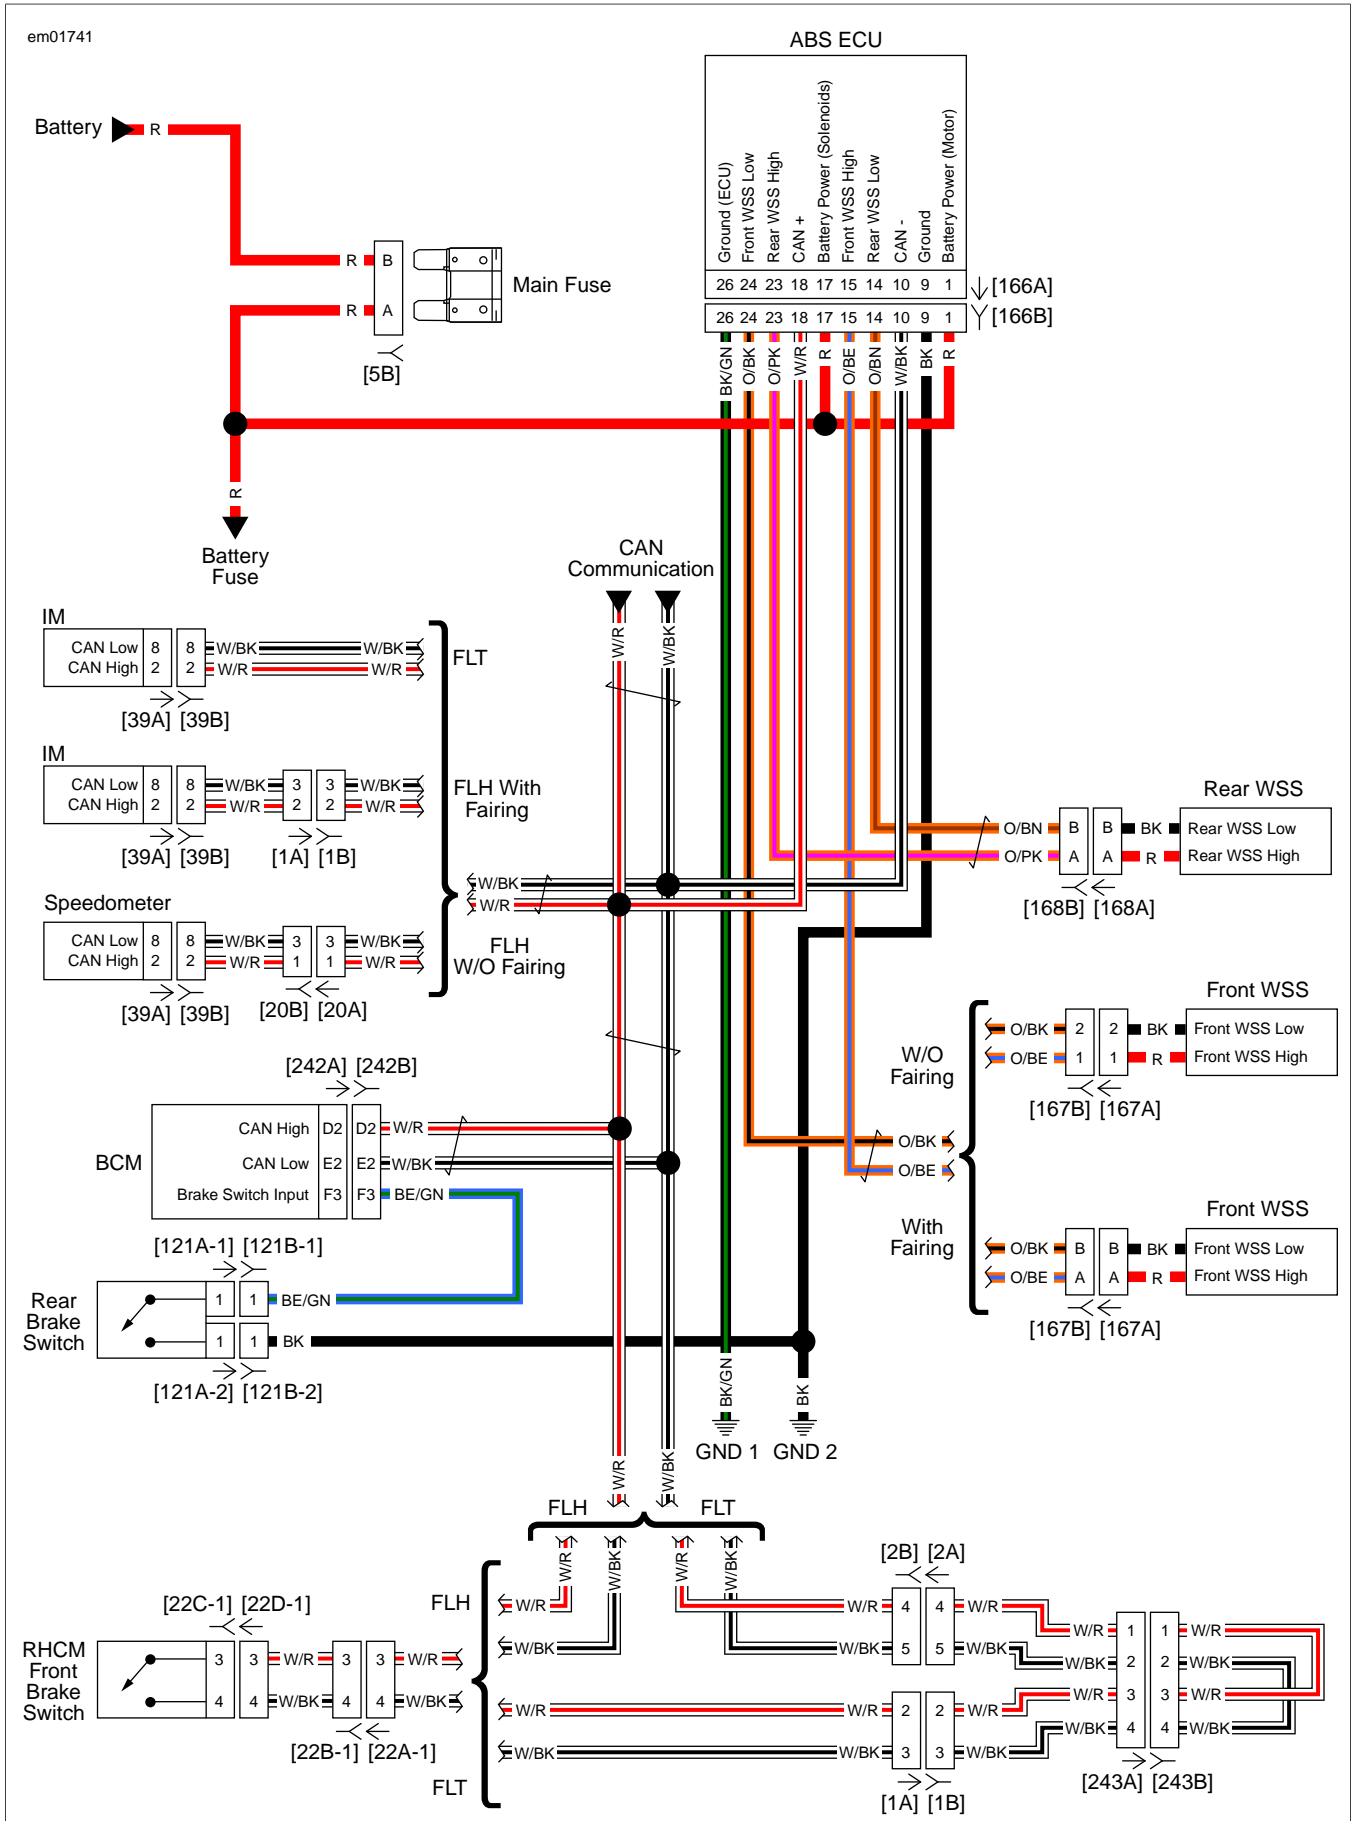 em01741
ABS ECU
Battery
R
Ground (ECU)
Front WSS Low
Rear WSS High
CAN +
Battery Power (Solenoids)
Front WSS High
Rear WSS Low
CAN -
Ground
Battery Power (Motor)
26 24 23 18 17 15 14 10 9 1 [166A]
26 24 23 18 17 15 14 10 9 1 [166B]
BK/GN O/BK O/PK W/R R O/BE O/BN W/BK BK R
R B
R A
Main Fuse
[5B]
R
Battery
Fuse
CAN
Communication
W/R W/BK
IM
CAN Low 8 8 W/BK W/BK
CAN High 2 2 W/R W/R
FLT
[39A] [39B]
IM
CAN Low 8 8 W/BK 3 3 W/BK
CAN High 2 2 W/R 2 2 W/R
FLH With
Fairing
[39A] [39B] [1A] [1B]
W/BK
W/R
Speedometer
CAN Low 8 8 W/BK 3 3 W/BK
CAN High 2 2 W/R 1 1 W/R
FLH
W/O Fairing
[39A] [39B] [20B] [20A]
Rear WSS
O/BN B B BK Rear WSS Low
O/PK A A R Rear WSS High
[168B] [168A]
Front WSS
O/BK 2 2 BK Front WSS Low
O/BE 1 1 R Front WSS High
W/O
Fairing
[167B] [167A]
O/BK
O/BE
With
Fairing
Front WSS
O/BK B B BK Front WSS Low
O/BE A A R Front WSS High
[167B] [167A]
[242A] [242B]
BCM
CAN High D2 D2 W/R
CAN Low E2 E2 W/BK
Brake Switch Input F3 F3 BE/GN
[121A-1] [121B-1]
Rear
Brake
Switch
1 1 BE/GN
1 1 BK
[121A-2] [121B-2]
BK/GN BK
GND 1 GND 2
W/R W/BK
FLH FLT
W/R W/BK W/R W/BK
[2B] [2A]
FLH
W/R
W/BK
W/R 4 4 W/R
W/BK 5 5 W/BK
[22C-1] [22D-1]
RHCM
Front
Brake
Switch
3 3 W/R 3 3 W/R
4 4 W/BK 4 4 W/BK
[22B-1] [22A-1]
W/R 1 1 W/R
W/BK 2 2 W/BK
W/R 3 3 W/R
W/BK 4 4 W/BK
[243A] [243B]
W/R W/R 2 2 W/R
W/BK W/BK 3 3 W/BK
FLT
[1A] [1B]